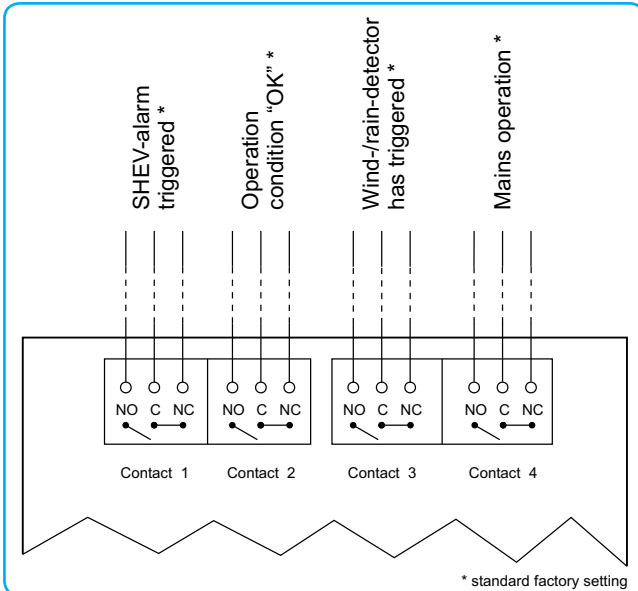 SHEV-alarm
triggered *
Operation
condition “OK” *
Wind-/rain-detector
has triggered *
Mains operation *
NO C NC
NO C NC
NO C NC
NO C NC
Contact 1
Contact 2
Contact 3
Contact 4
* standard factory setting